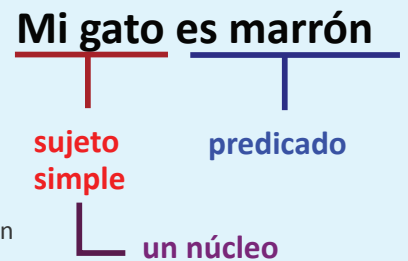 Mi gato es marrón
sujeto predicado
simple
n
un núcleo